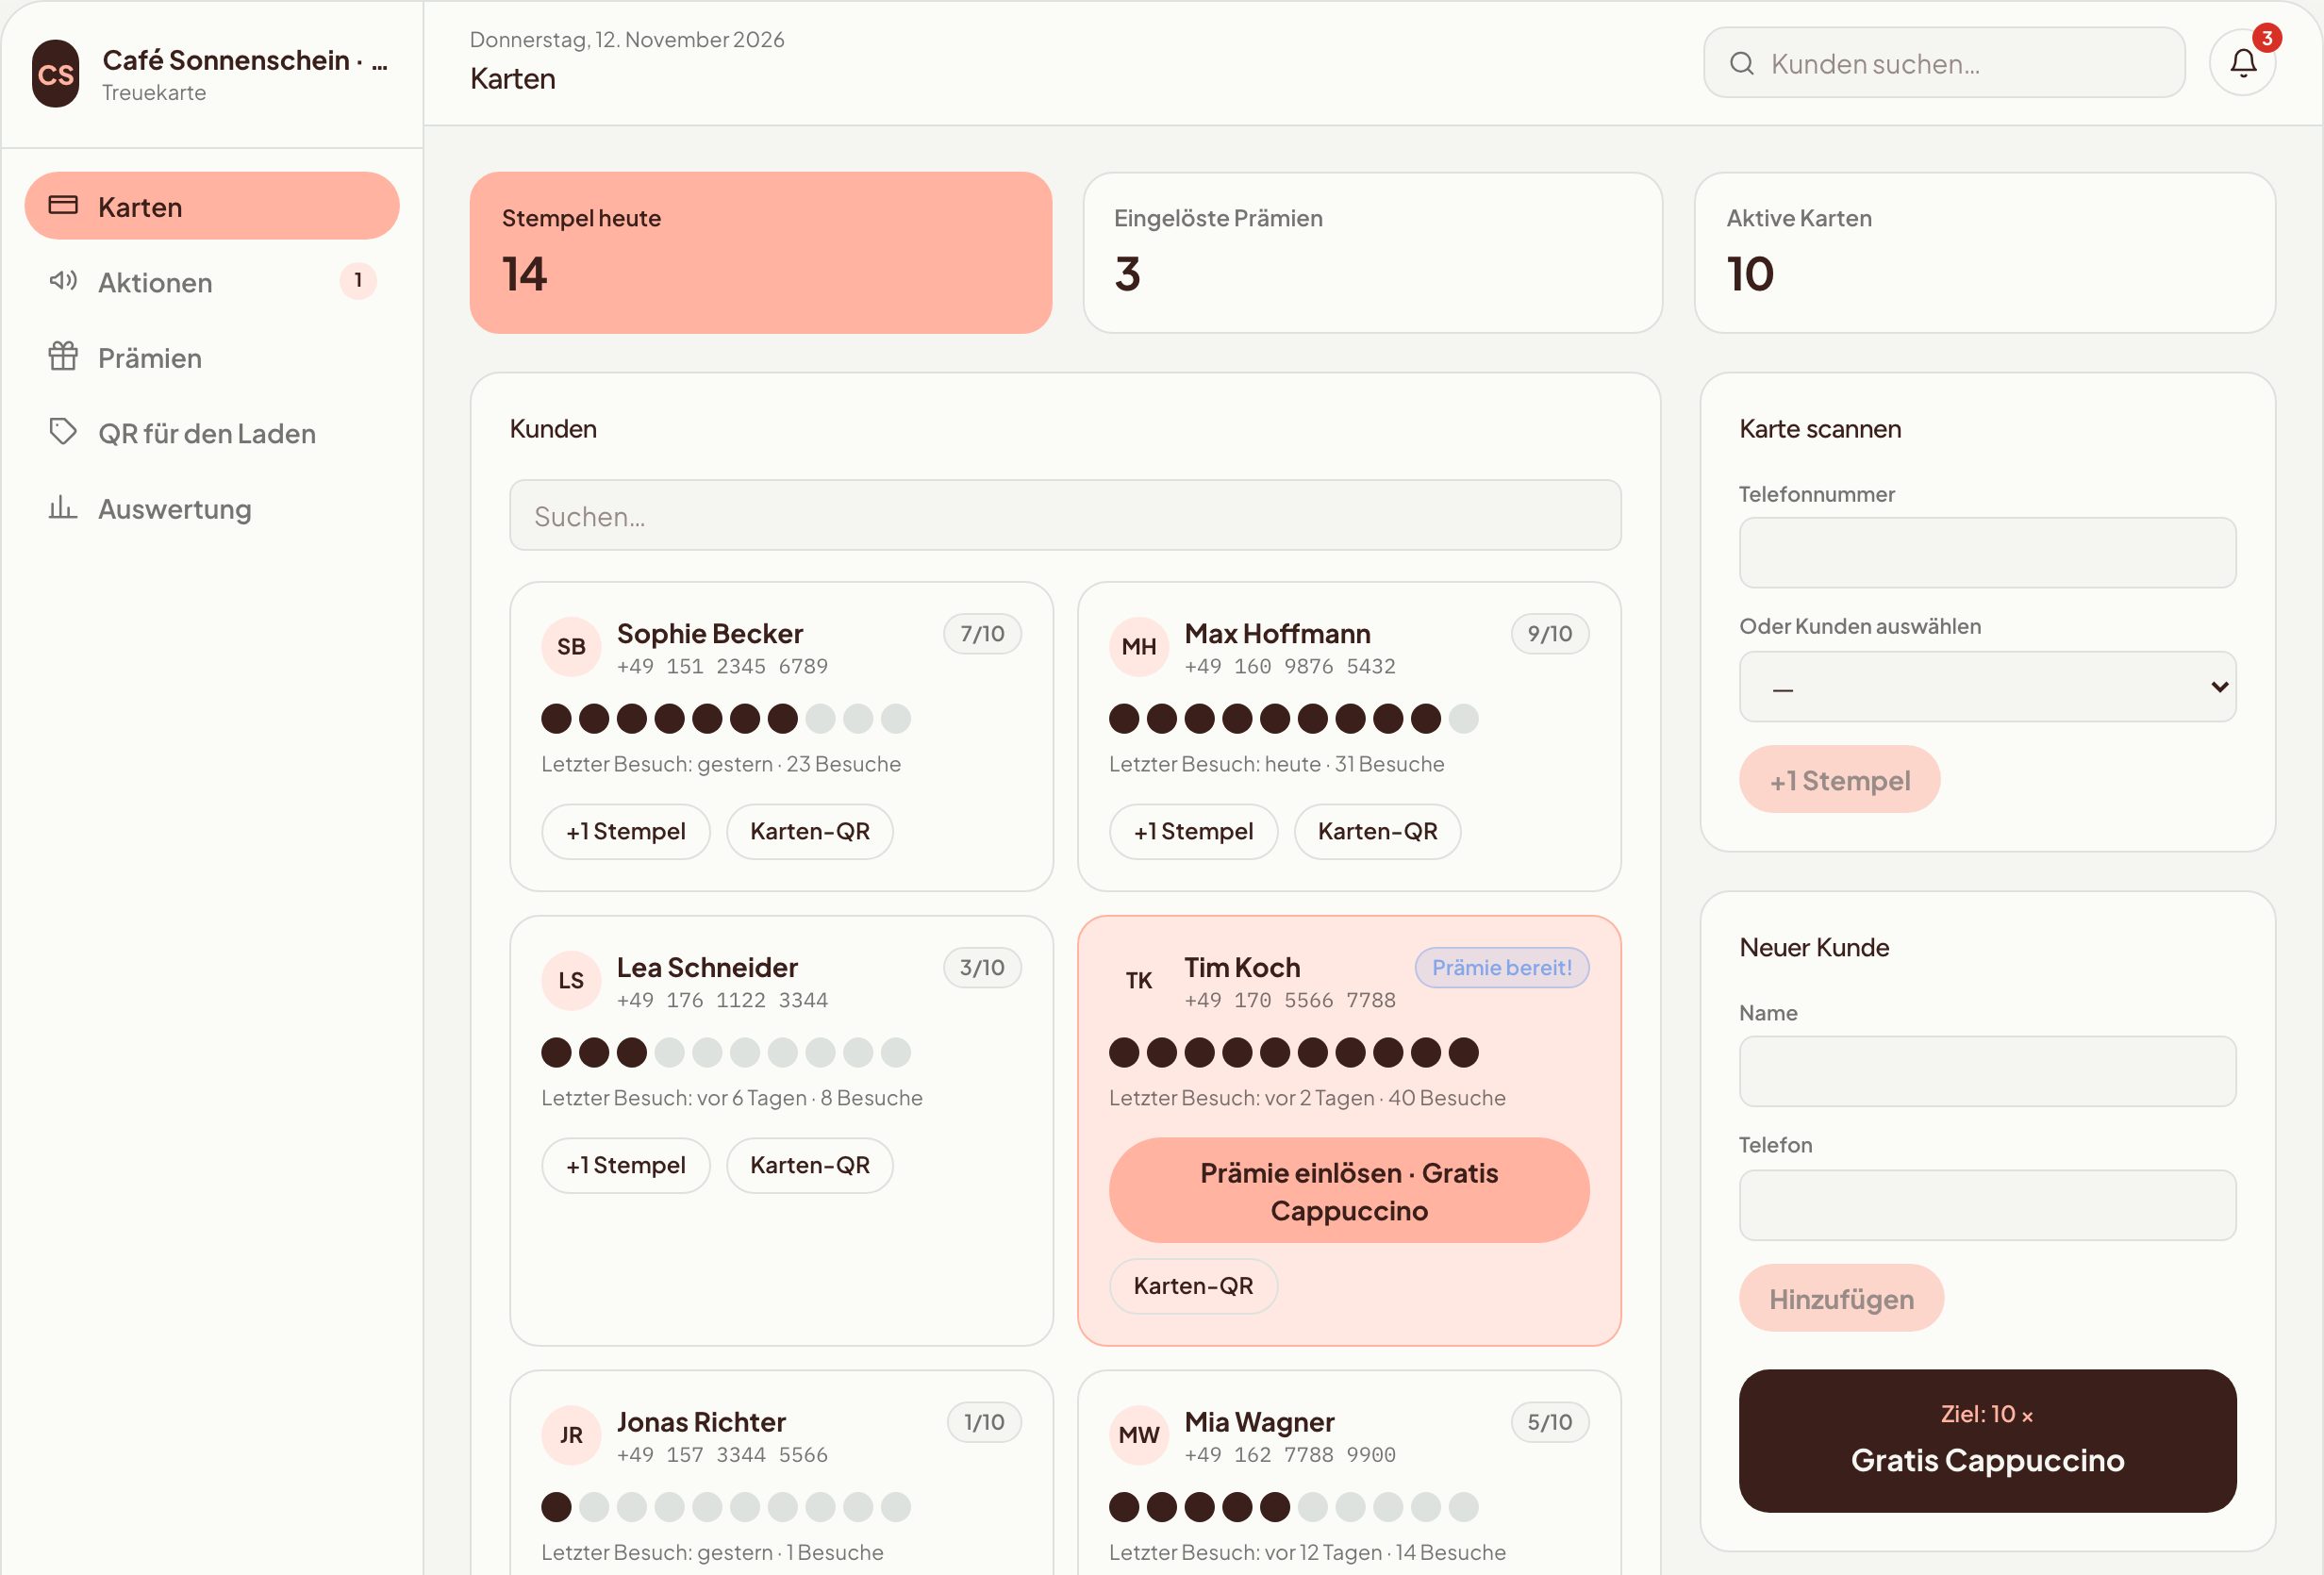 CS
Café Sonnenschein · …
Treuekarte
Karten
Aktionen
1
Prämien
QR für den Laden
Auswertung
Donnerstag, 12. November 2026
Karten
Kunden suchen…
3
Stempel heute
14
Eingelöste Prämien
3
Aktive Karten
10
Kunden
Suchen…
SB
Sophie Becker
7/10
+49 151 2345 6789
Letzter Besuch: gestern · 23 Besuche
+1 Stempel
Karten-QR
MH
Max Hoffmann
9/10
+49 160 9876 5432
Letzter Besuch: heute · 31 Besuche
+1 Stempel
Karten-QR
LS
Lea Schneider
3/10
+49 176 1122 3344
Letzter Besuch: vor 6 Tagen · 8 Besuche
+1 Stempel
Karten-QR
TK
Tim Koch
Prämie bereit!
+49 170 5566 7788
Letzter Besuch: vor 2 Tagen · 40 Besuche
Prämie einlösen · Gratis
Cappuccino
Karten-QR
JR
Jonas Richter
1/10
+49 157 3344 5566
Letzter Besuch: gestern · 1 Besuche
MW
Mia Wagner
5/10
+49 162 7788 9900
Letzter Besuch: vor 12 Tagen · 14 Besuche
Karte scannen
Telefonnummer
Oder Kunden auswählen
—
+1 Stempel
Neuer Kunde
Name
Telefon
Hinzufügen
Ziel: 10 ×
Gratis Cappuccino